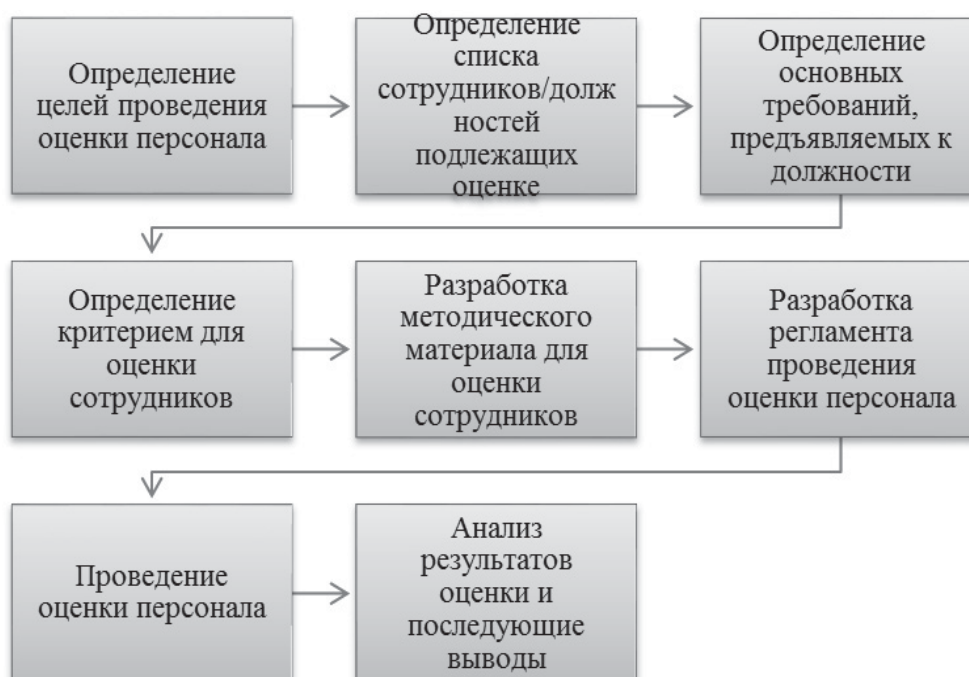 Определение
целей проведения
оценки персонала
Определение
списка
сотрудников/долж
ностей
подлежащих
оценке
Определение
основных
требований,
предъявляемых к
должности
Определение
критерием для
оценки
сотрудников
Разработка
методического
материала для
оценки
сотрудников
Разработка
регламента
проведения
оценки персонала
Проведение
оценки персонала
Анализ
результатов
оценки и
последующие
выводы